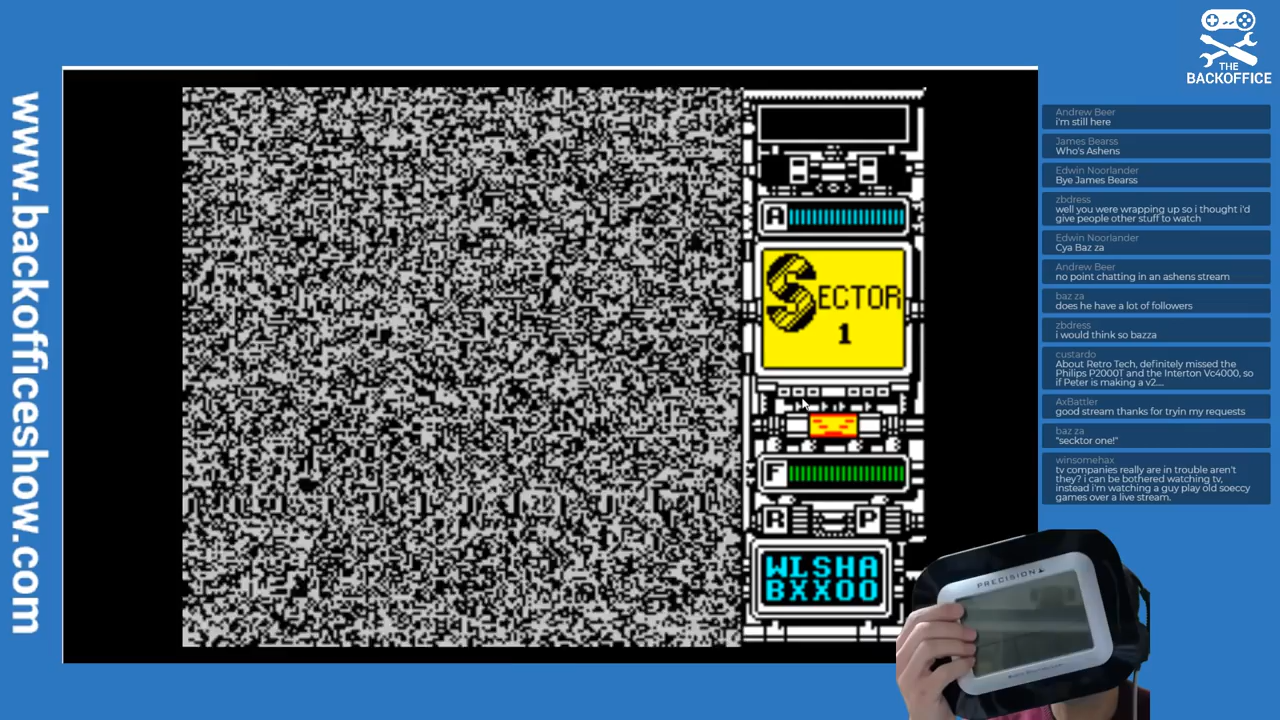 www.backofficeshow.com
THE
BACKOFFICE
A
SECTOR
1
F
R P
WLSHA
BXXOO
Andrew Beer
i'm still here
James Bearss
Who's Ashens
Edwin Noorlander
Bye James Bearss
zbdress
well you were wrapping up so i thought i'd
give people other stuff to watch
Edwin Noorlander
Cya Baz za
Andrew Beer
no point chatting in an ashens stream
baz za
does he have a lot of followers
zbdress
i would think so bazza
custardo
About Retro Tech, definitely missed the
Philips P2000T and the Interton Vc4000, so
if Peter is making a v2....
AxBattler
good stream thanks for tryin my requests
baz za
"secktor one!"
winsomehax
tv companies really are in trouble aren't
they? i can be bothered watching tv,
instead i'm watching a guy play old soeccy
games over a live stream.
PRECISION